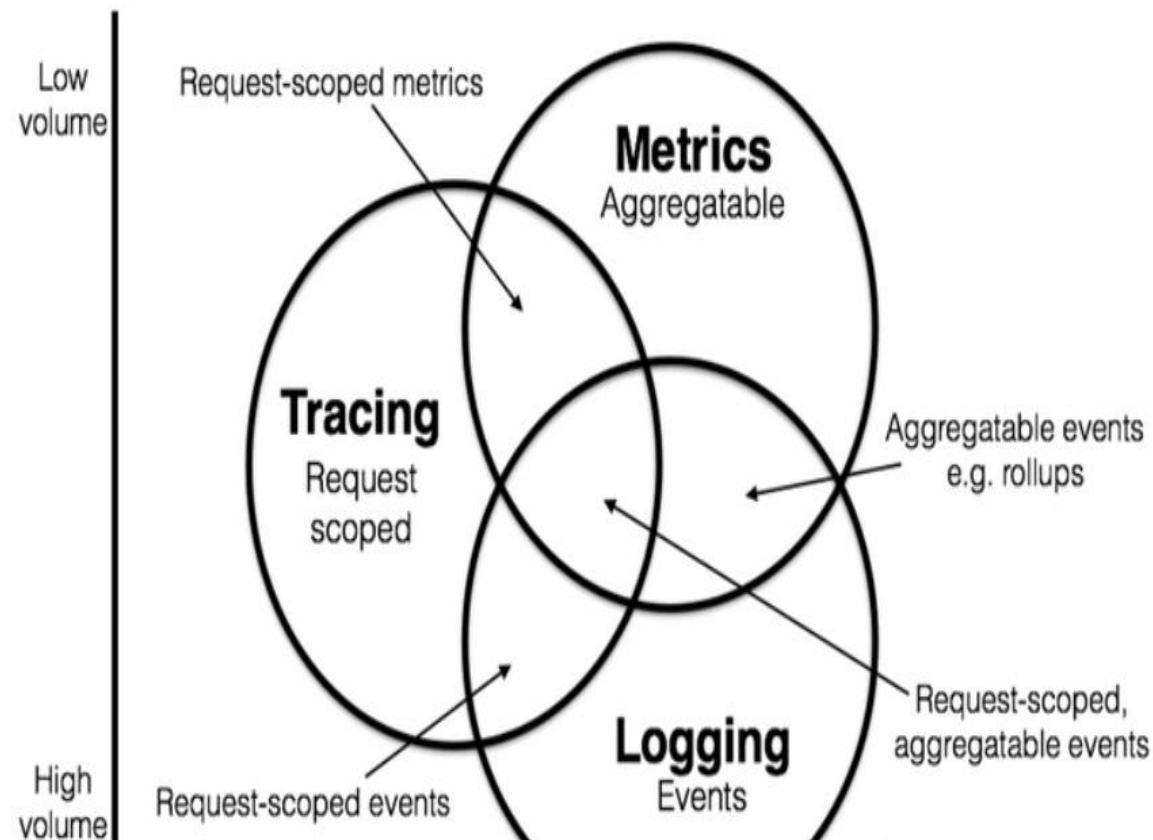 Low
volume
Request-scoped metrics
Metrics
Aggregatable
Tracing
Request
scoped
Aggregatable events
e.g. rollups
Request-scoped,
aggregatable events
Logging
Events
Request-scoped events
High
volume